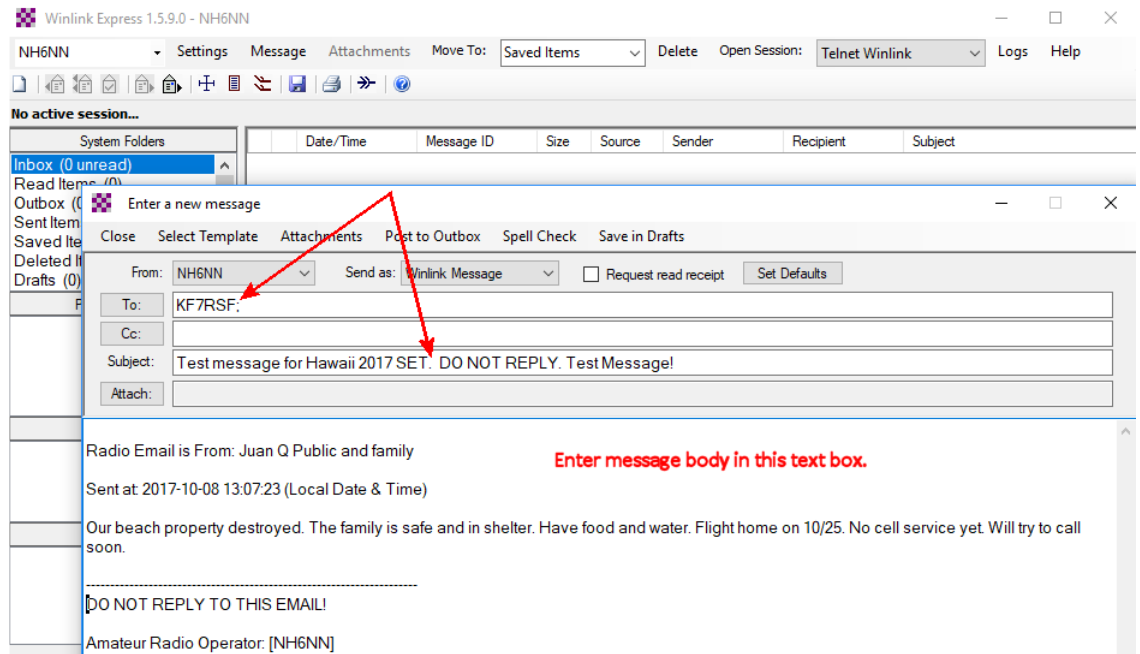 Winlink Express 1.5.9.0 - NH6NN
NH6NN Settings Message Attachments Move To: Saved Items Delete Open Session: Telnet Winlink Logs Help
No active session...
System Folders Date/Time Message ID Size Source Sender Recipient Subject
Inbox (0 unread)
Read Items (0)
Outbox (0
Enter a new message
Sent Item
Saved Ite
Close Select Template Attachments Post to Outbox Spell Check Save in Drafts
Deleted It
Drafts (0)
From: NH6NN Send as: Winlink Message Request read receipt Set Defaults
To: KF7RSF;
Cc:
Subject: Test message for Hawaii 2017 SET. DO NOT REPLY. Test Message!
Attach:
Radio Email is From: Juan Q Public and family
Enter message body in this text box.
Sent at: 2017-10-08 13:07:23 (Local Date & Time)
Our beach property destroyed. The family is safe and in shelter. Have food and water. Flight home on 10/25. No cell service yet. Will try to call
soon.
----------------------------------------------------------------------
DO NOT REPLY TO THIS EMAIL!
Amateur Radio Operator: [NH6NN]